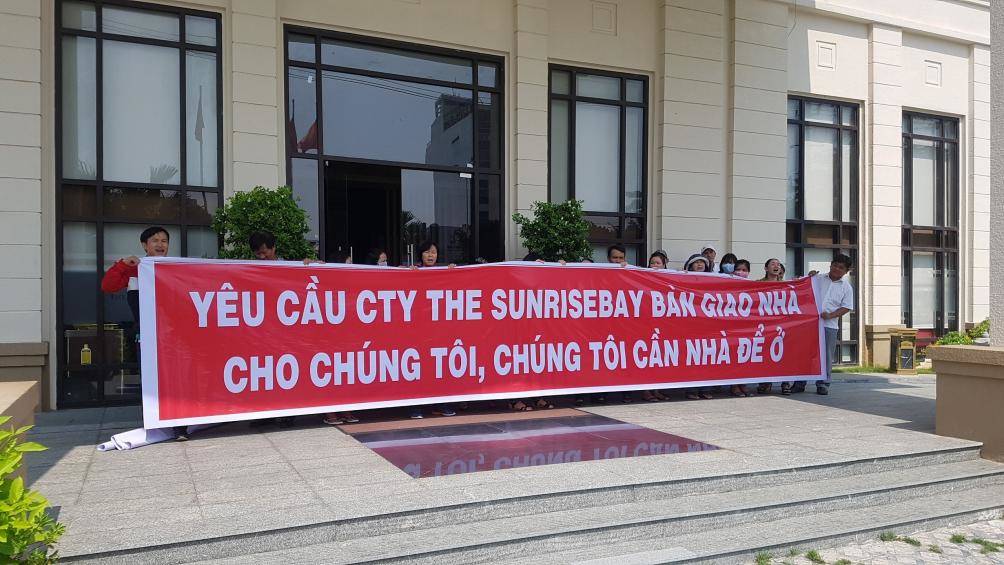 YÊU CẦU CTY THE SUNRISEBAY BÀN GIAO NHÀ
CHO CHÚNG TÔI, CHÚNG TÔI CẦN NHÀ ĐỂ Ở